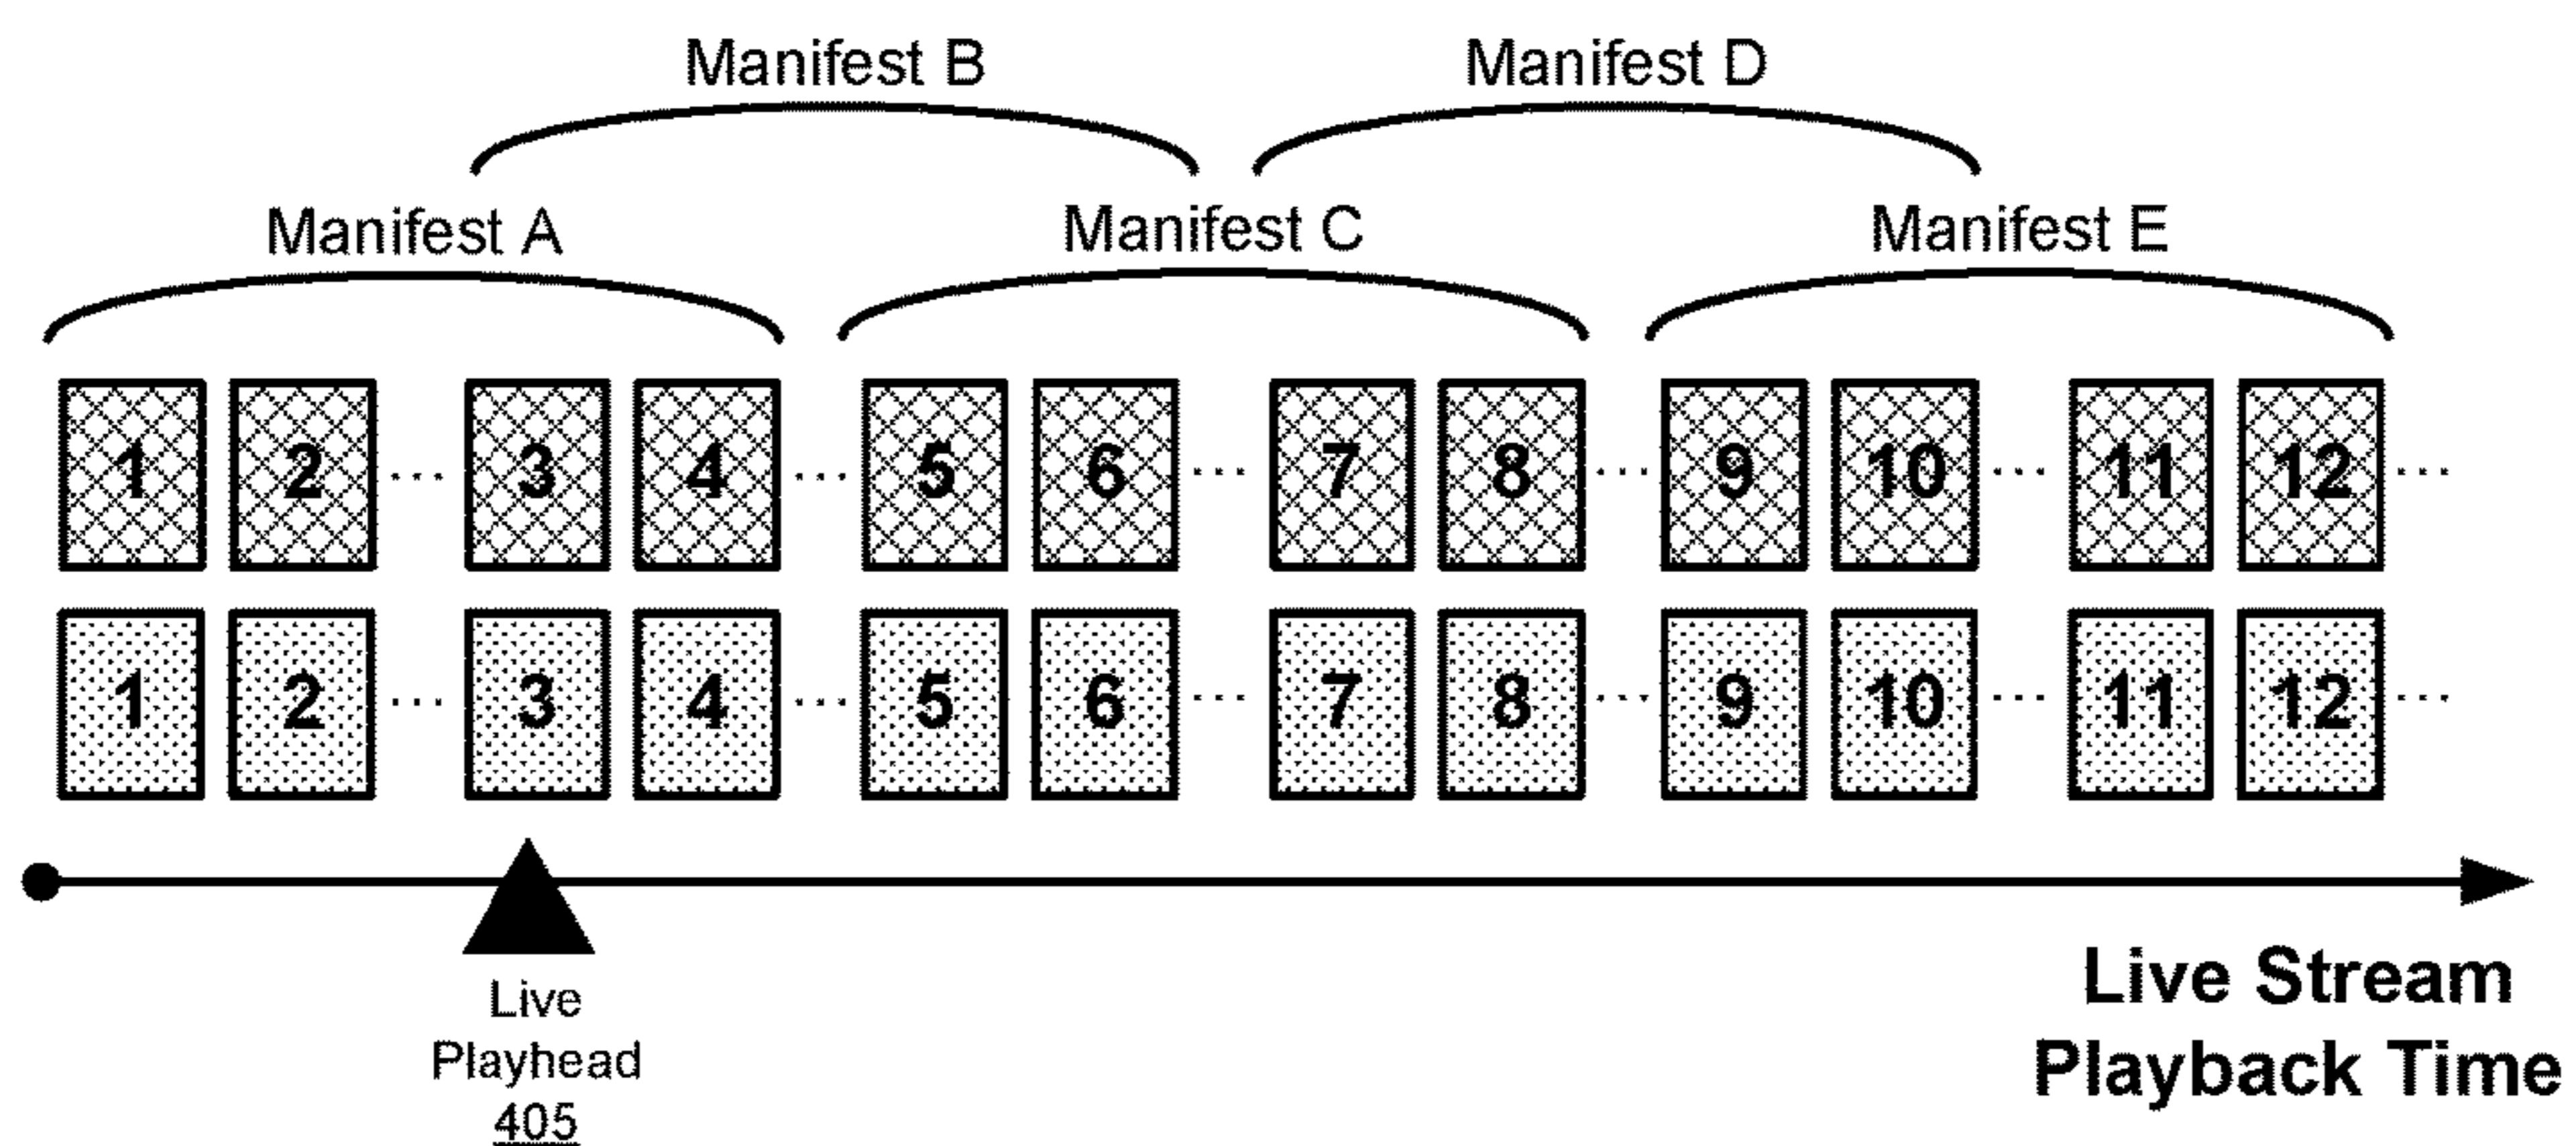 Manifest B Manifest D
Manifest A Manifest C Manifest E
1 2 ... 3 4 ... 5 6 ... 7 8 ... 9 10 ... 11 12 ...
1 2 ... 3 4 ... 5 6 ... 7 8 ... 9 10 ... 11 12 ...
Live
Playhead
405
Live Stream
Playback Time